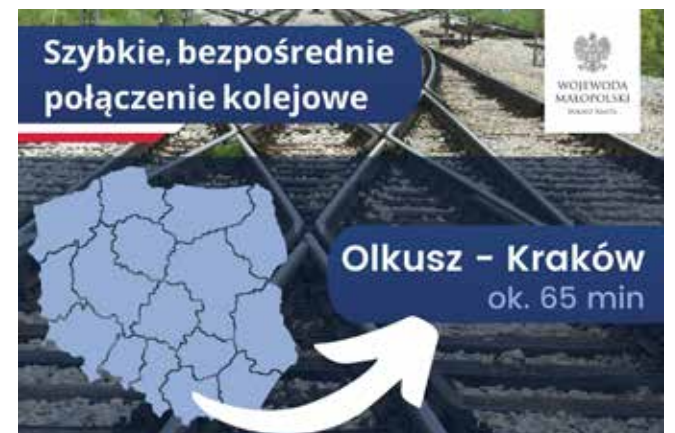 Szybkie, bezpośrednie
połączenie kolejowe
WOJEWODA
MAŁOPOLSKI
Olkusz - Kraków
ok. 65 min